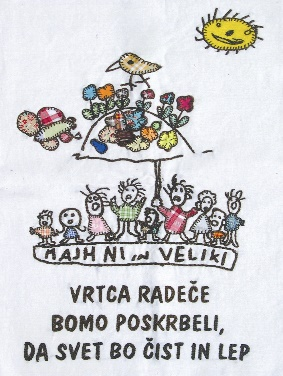 MAJHNI in VELIKI
VRTCA RADEČE
BOMO POSKRBELI,
DA SVET BO ČIST IN LEP